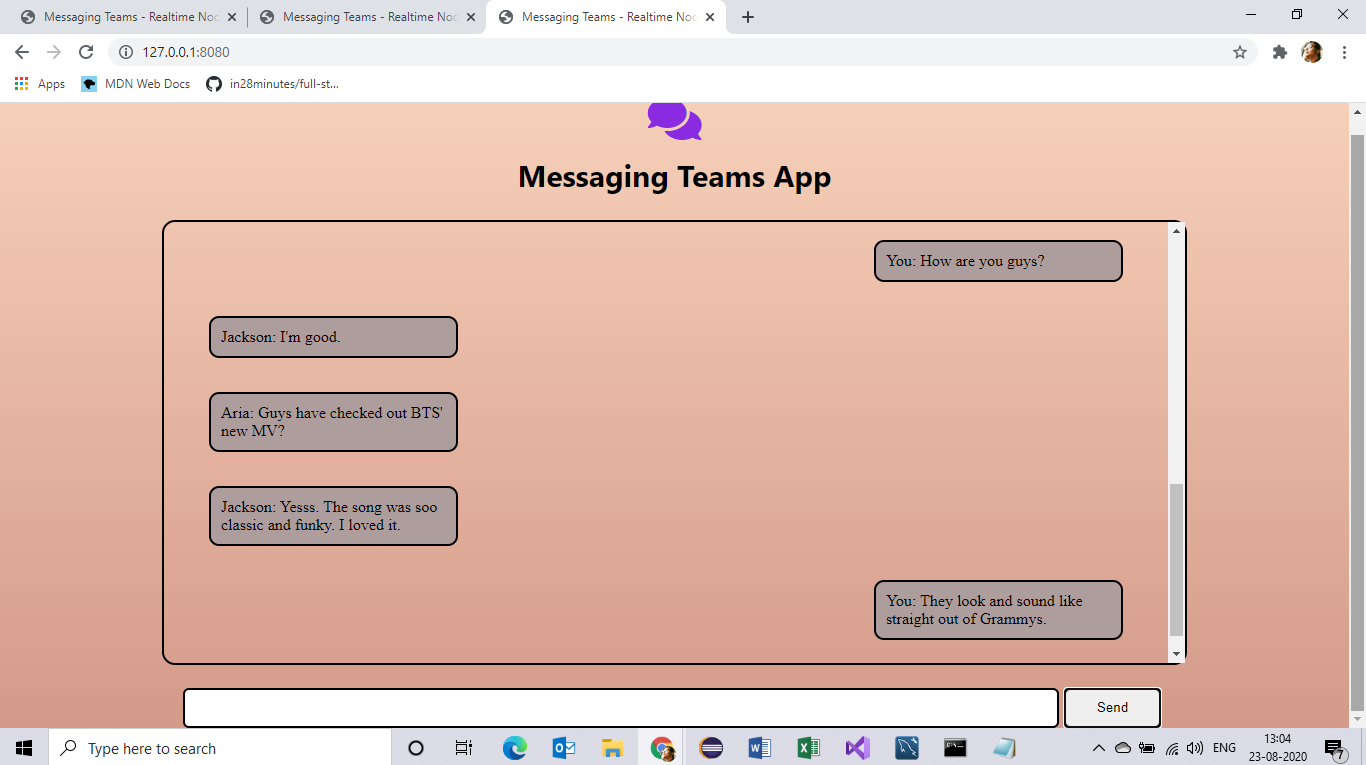 Messaging Teams - Realtime Noc
Messaging Teams - Realtime Noc
Messaging Teams - Realtime Noc
127.0.0.1:8080
Apps
MDN Web Docs
in28minutes/full-st...
Messaging Teams App
You: How are you guys?
Jackson: I'm good.
Aria: Guys have checked out BTS'
new MV?
Jackson: Yesss. The song was soo
classic and funky. I loved it.
You: They look and sound like
straight out of Grammys.
Send
Type here to search
ENG
13:04
23-08-2020
7